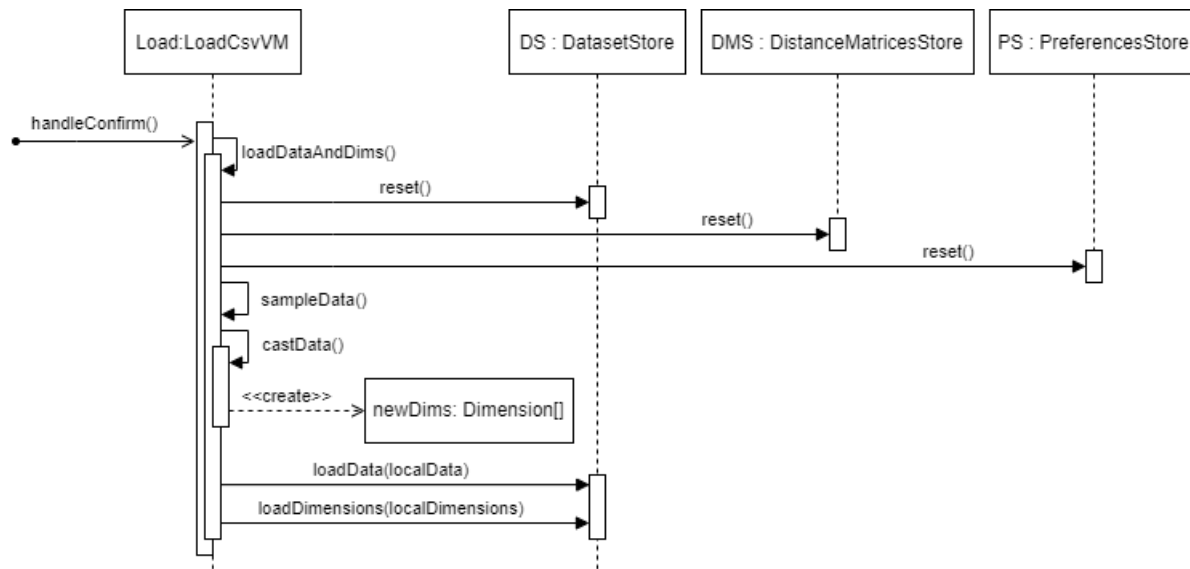 Load:LoadCsvVM
DS : DatasetStore
DMS : DistanceMatricesStore
PS : PreferencesStore
handleConfirm()
loadDataAndDims()
reset()
reset()
reset()
sampleData()
castData()
<<create>>
newDims: Dimension[]
loadData(localData)
loadDimensions(localDimensions)